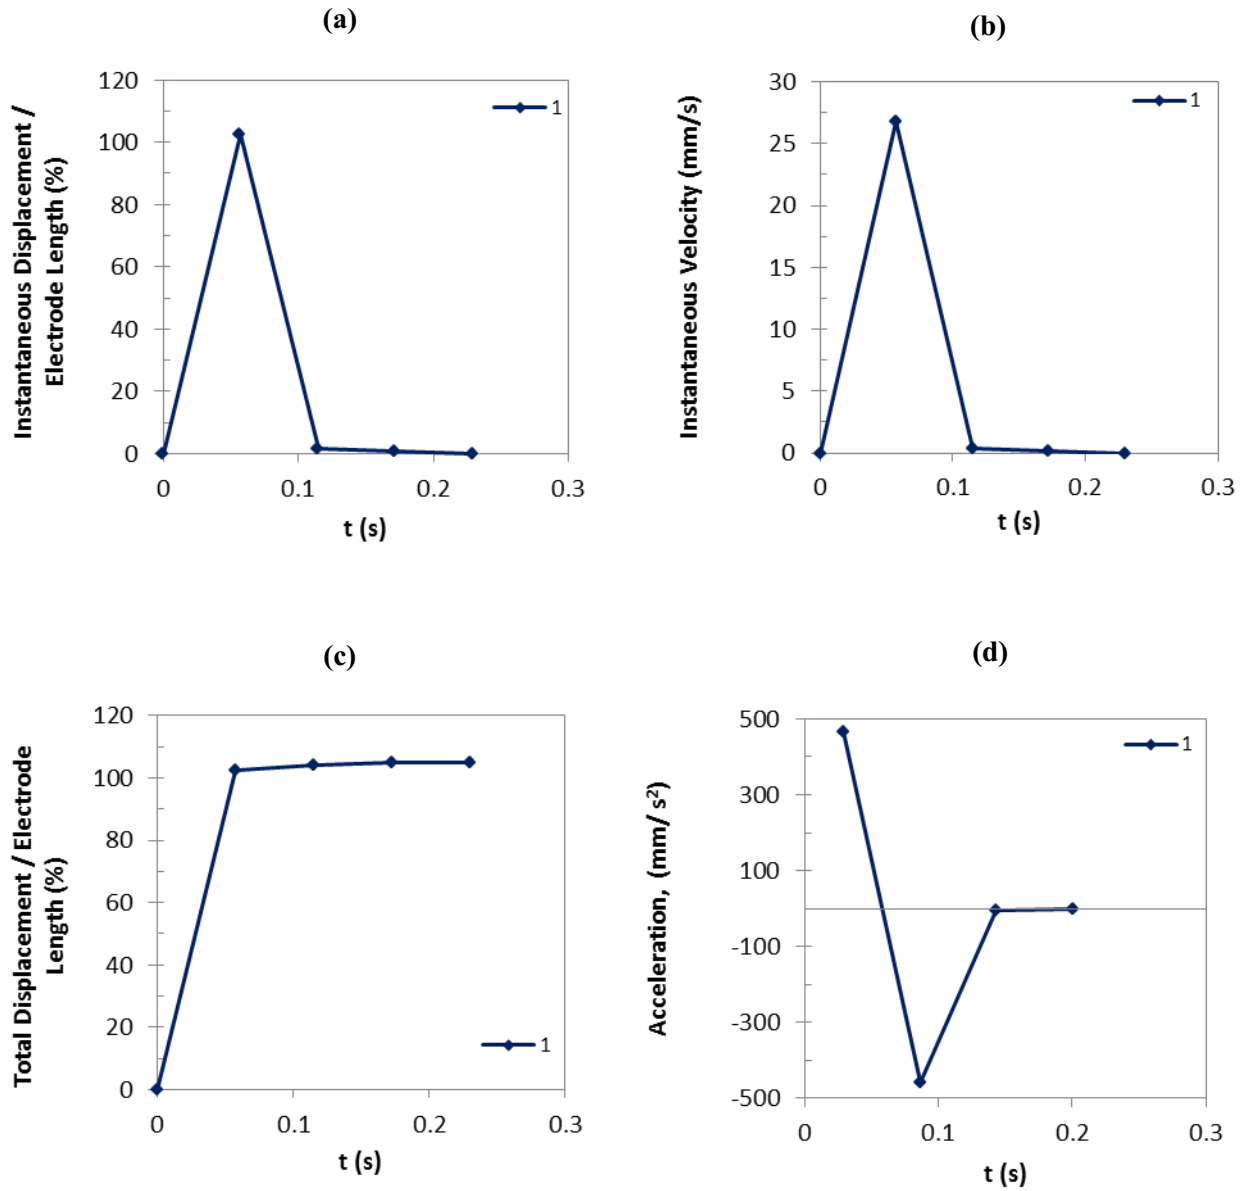 (a)
Instantaneous Displacement /
Electrode Length (%)
120
100
80
60
40
20
0
1
0 0.1 0.2 0.3
t (s)
(b)
Instantaneous Velocity (mm/s)
30
25
20
15
10
5
0
1
0 0.1 0.2 0.3
t (s)
(c)
Total Displacement / Electrode
Length (%)
120
100
80
60
40
20
0
1
0 0.1 0.2 0.3
t (s)
(d)
Acceleration, (mm/ s²)
500
300
100
-100
-300
-500
1
0 0.1 0.2 0.3
t (s)